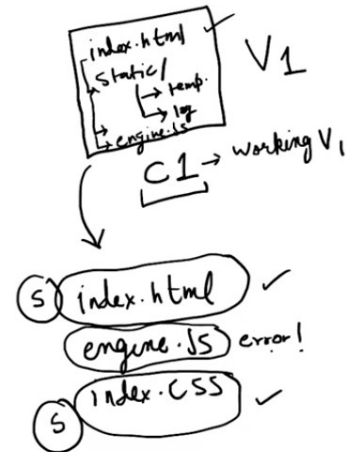 index.html
static/
temp.
log
engine.js
V1
C1 → working V1
S index.html
engine.js error!
index.css
S